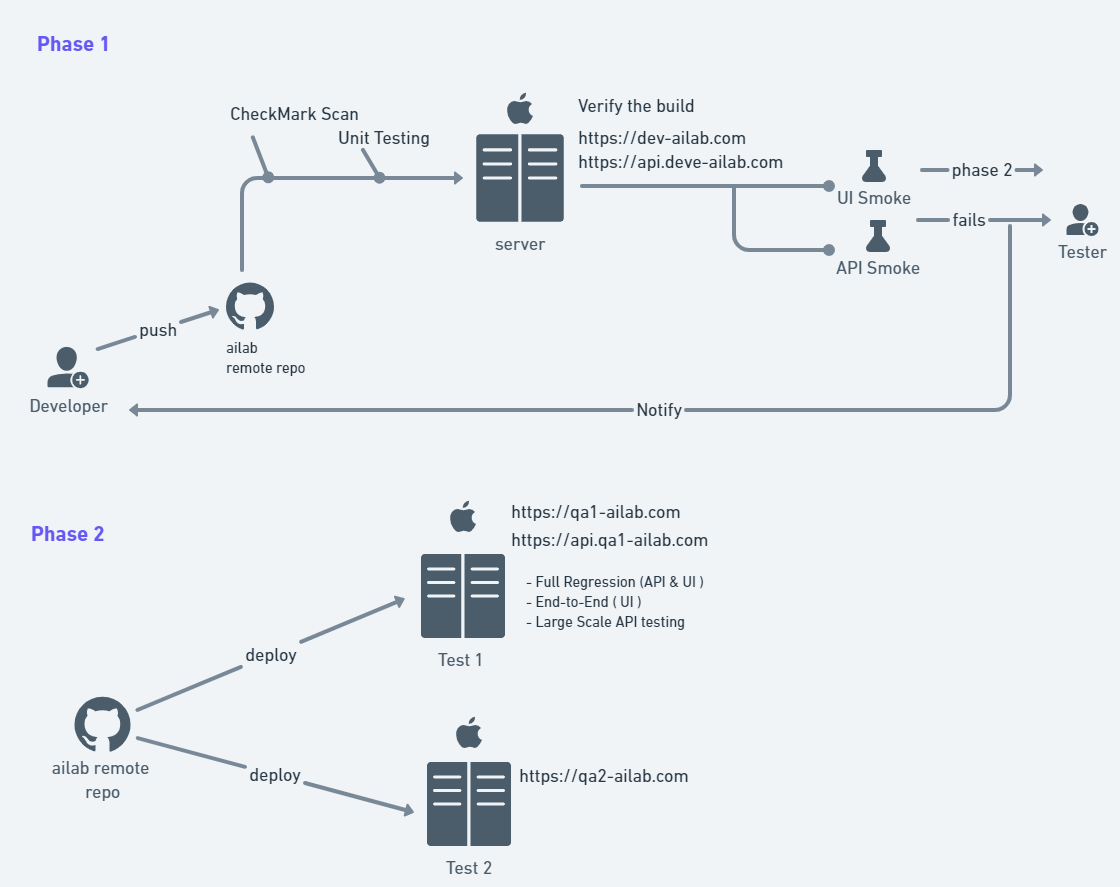 Phase 1
CheckMark Scan
Unit Testing
Verify the build
https://dev-ailab.com
https://api.deve-ailab.com
server
UI Smoke
API Smoke
phase 2
fails
Tester
push
ailab
remote repo
Developer
Notify
Phase 2
https://qa1-ailab.com
https://api.qa1-ailab.com
- Full Regression (API & UI )
- End-to-End ( UI )
- Large Scale API testing
deploy
Test 1
ailab remote
repo
deploy
https://qa2-ailab.com
Test 2